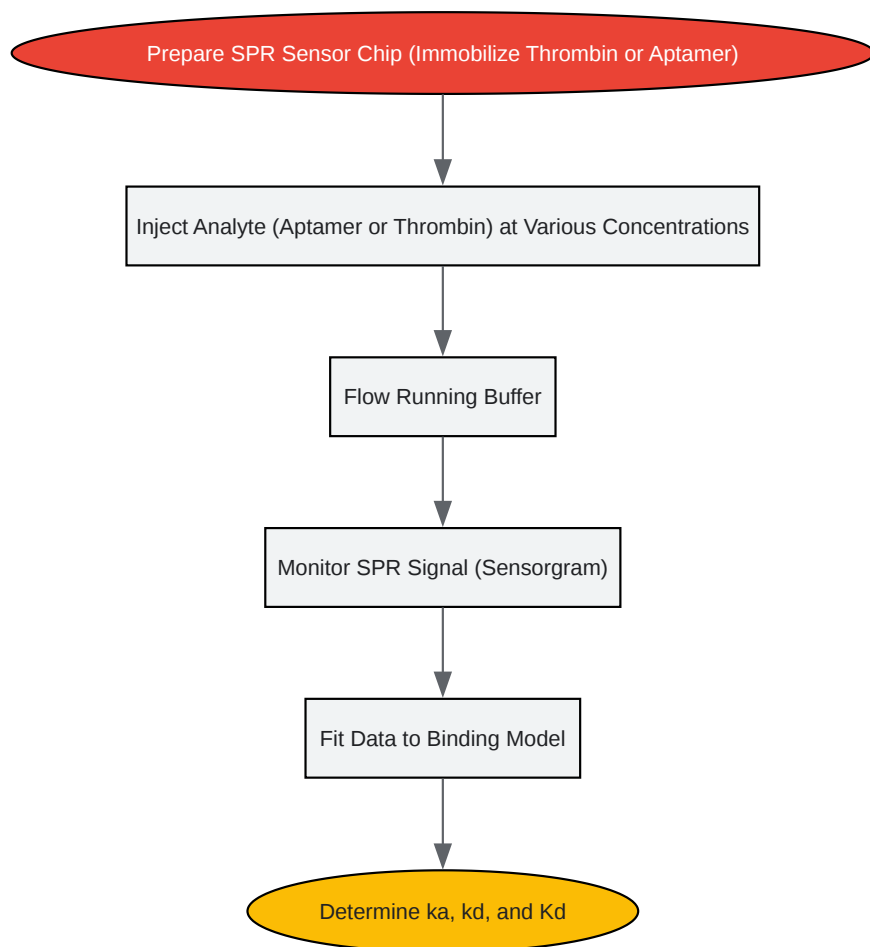 Prepare SPR Sensor Chip (Immobilize Thrombin or Aptamer)
Inject Analyte (Aptamer or Thrombin) at Various Concentrations
Flow Running Buffer
Monitor SPR Signal (Sensorgram)
Fit Data to Binding Model
Determine ka, kd, and Kd